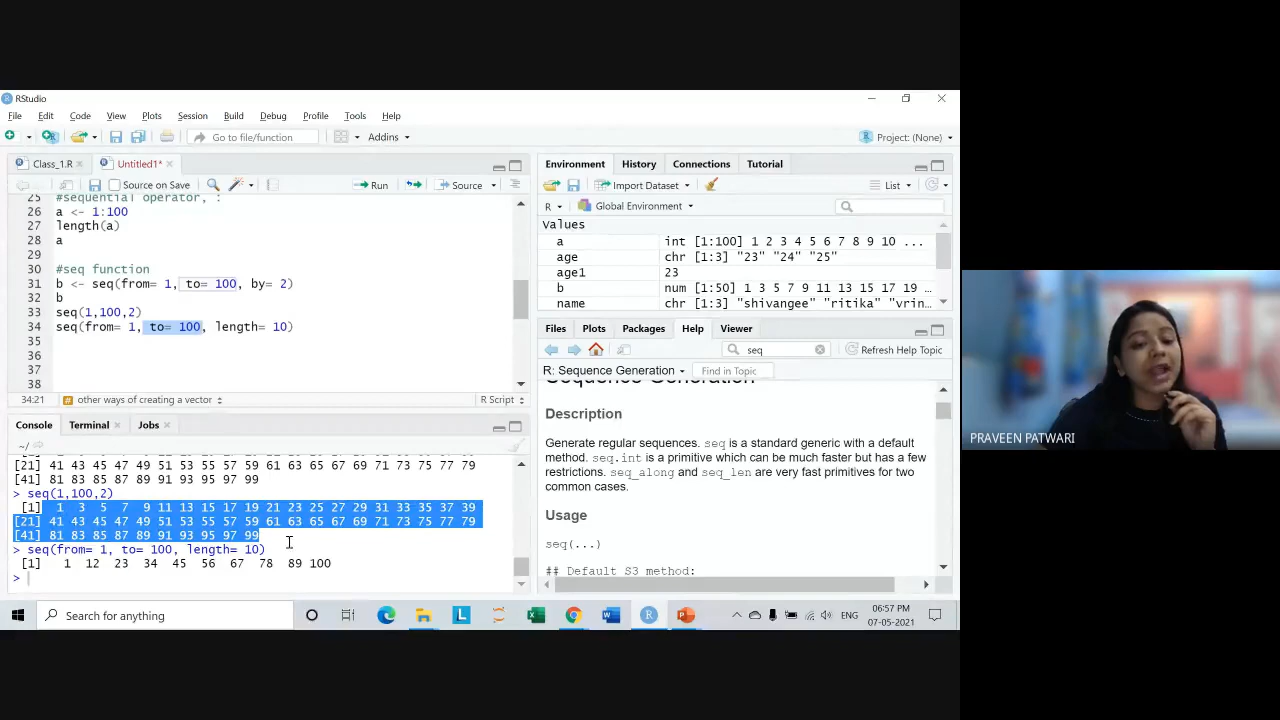 RStudio
File Edit Code View Plots Session Build Debug Profile Tools Help
Go to file/function Addins Project: (None)
Class_1.R Untitled1*
Source on Save Run Source
25 #sequential operator, :
26 a <- 1:100
27 length(a)
28 a
29
30 #seq function
31 b <- seq(from= 1, to= 100, by= 2)
32 b
33 seq(1,100,2)
34 seq(from= 1, to= 100, length= 10)
35
36
37
38
34:21 # other ways of creating a vector R Script
Console Terminal Jobs
~/
[21] 41 43 45 47 49 51 53 55 57 59 61 63 65 67 69 71 73 75 77 79
[41] 81 83 85 87 89 91 93 95 97 99
> seq(1,100,2)
[1] 1 3 5 7 9 11 13 15 17 19 21 23 25 27 29 31 33 35 37 39
[21] 41 43 45 47 49 51 53 55 57 59 61 63 65 67 69 71 73 75 77 79
[41] 81 83 85 87 89 91 93 95 97 99
> seq(from= 1, to= 100, length= 10)
[1] 1 12 23 34 45 56 67 78 89 100
>
Environment History Connections Tutorial
Import Dataset List
R Global Environment
Values
a int [1:100] 1 2 3 4 5 6 7 8 9 10 ...
age chr [1:3] "23" "24" "25"
age1 23
b num [1:50] 1 3 5 7 9 11 13 15 17 19 ...
name chr [1:3] "shivangee" "ritika" "vrin...
Files Plots Packages Help Viewer
seq Refresh Help Topic
R: Sequence Generation Find in Topic
Sequence Generation
Description
Generate regular sequences. seq is a standard generic with a default
method. seq.int is a primitive which can be much faster but has a few
restrictions. seq_along and seq_len are very fast primitives for two
common cases.
Usage
seq(...)
## Default S3 method:
PRAVEEN PATWARI
Search for anything
ENG
06:57 PM
07-05-2021